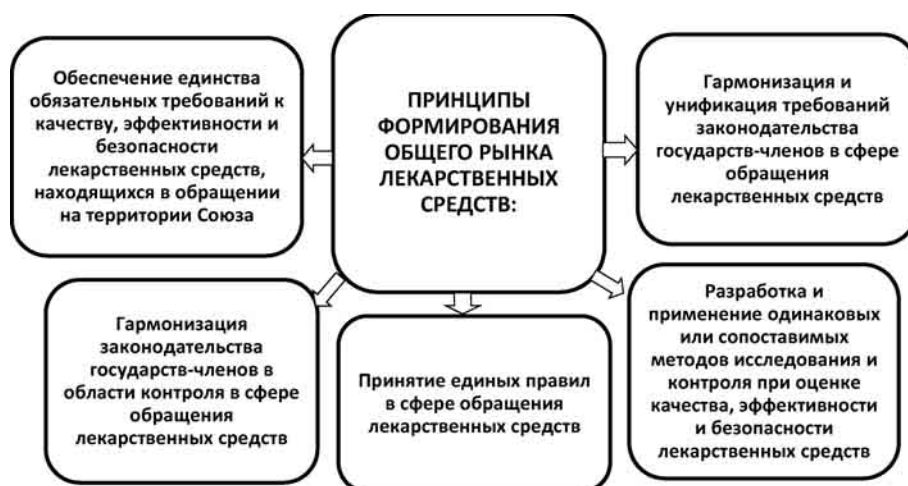 ПРИНЦИПЫ
ФОРМИРОВАНИЯ
ОБЩЕГО РЫНКА
ЛЕКАРСТВЕННЫХ
СРЕДСТВ:
Обеспечение единства
обязательных требований к
качеству, эффективности и
безопасности
лекарственных средств,
находящихся в обращении
на территории Союза
Гармонизация и
унификация требований
законодательства
государств-членов в сфере
обращения
лекарственных средств
Гармонизация
законодательства
государств-членов в
области контроля в сфере
обращения
лекарственных средств
Принятие единых правил
в сфере обращения
лекарственных средств
Разработка и
применение одинаковых
или сопоставимых
методов исследования и
контроля при оценке
качества, эффективности
и безопасности
лекарственных средств